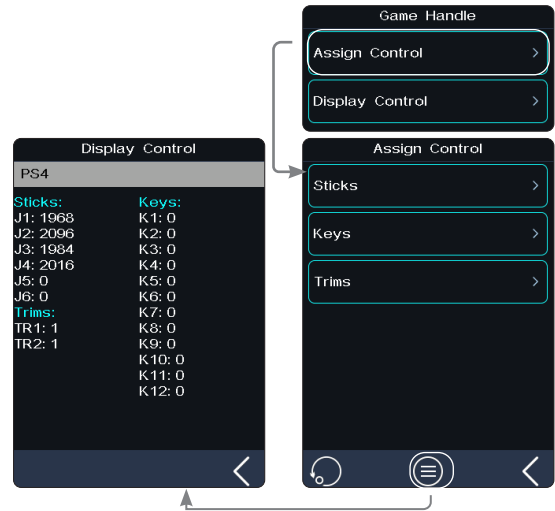 Game Handle
Assign Control
Display Control
Display Control
PS4
Sticks:
J1: 1968
J2: 2096
J3: 1984
J4: 2016
J5: 0
J6: 0
Trims:
TR1: 1
TR2: 1
Keys:
K1: 0
K2: 0
K3: 0
K4: 0
K5: 0
K6: 0
K7: 0
K8: 0
K9: 0
K10: 0
K11: 0
K12: 0
Assign Control
Sticks
Keys
Trims